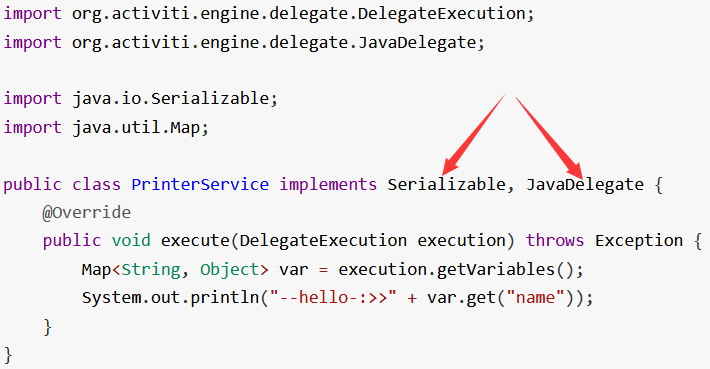 import org.activiti.engine.delegate.DelegateExecution;
import org.activiti.engine.delegate.JavaDelegate;
import java.io.Serializable;
import java.util.Map;
public class PrinterService implements Serializable, JavaDelegate {
    @Override
    public void execute(DelegateExecution execution) throws Exception {
        Map<String, Object> var = execution.getVariables();
        System.out.println("--hello-:>>" + var.get("name"));
    }
}